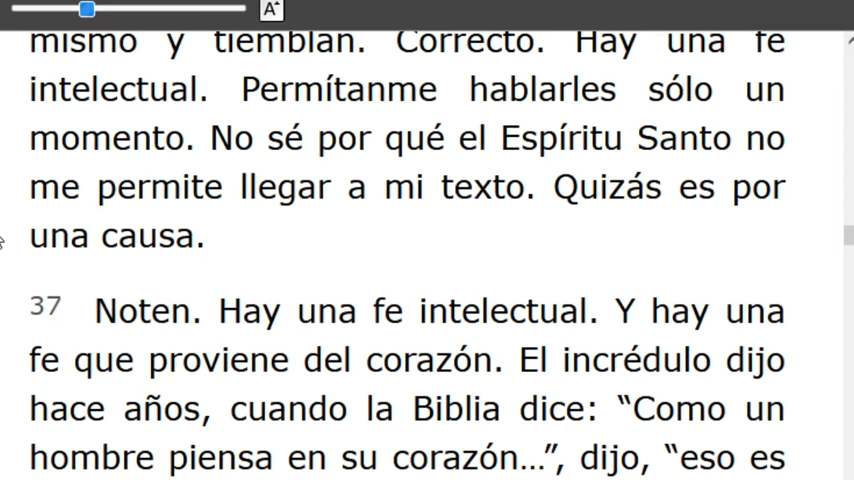 A
mismo y tiemblan. Correcto. Hay una fe
intelectual. Permítanme hablarles sólo un
momento. No sé por qué el Espíritu Santo no
me permite llegar a mi texto. Quizás es por
una causa.
37 Noten. Hay una fe intelectual. Y hay una
fe que proviene del corazón. El incrédulo dijo
hace años, cuando la Biblia dice: “Como un
hombre piensa en su corazón...”, dijo, “eso es